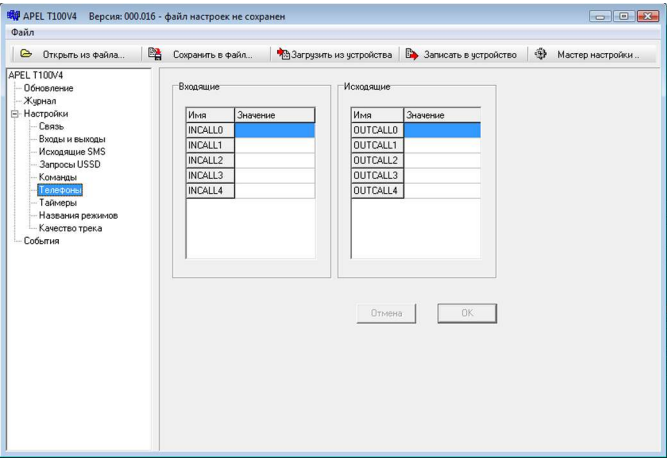 APEL T100V4 Версия: 000.016 - файл настроек не сохранен
Файл
Открыть из файла... Сохранить в файл... Загрузить из устройства Записать в устройство Мастер настройки ..
APEL T100V4
Обновление
Журнал
Настройки
Связь
Входы и выходы
Исходящие SMS
Запросы USSD
Команды
Телефоны
Таймеры
Названия режимов
Качество трека
События
Входящие
Имя Значение
INCALL0
INCALL1
INCALL2
INCALL3
INCALL4
Исходящие
Имя Значение
OUTCALL0
OUTCALL1
OUTCALL2
OUTCALL3
OUTCALL4
Отмена OK